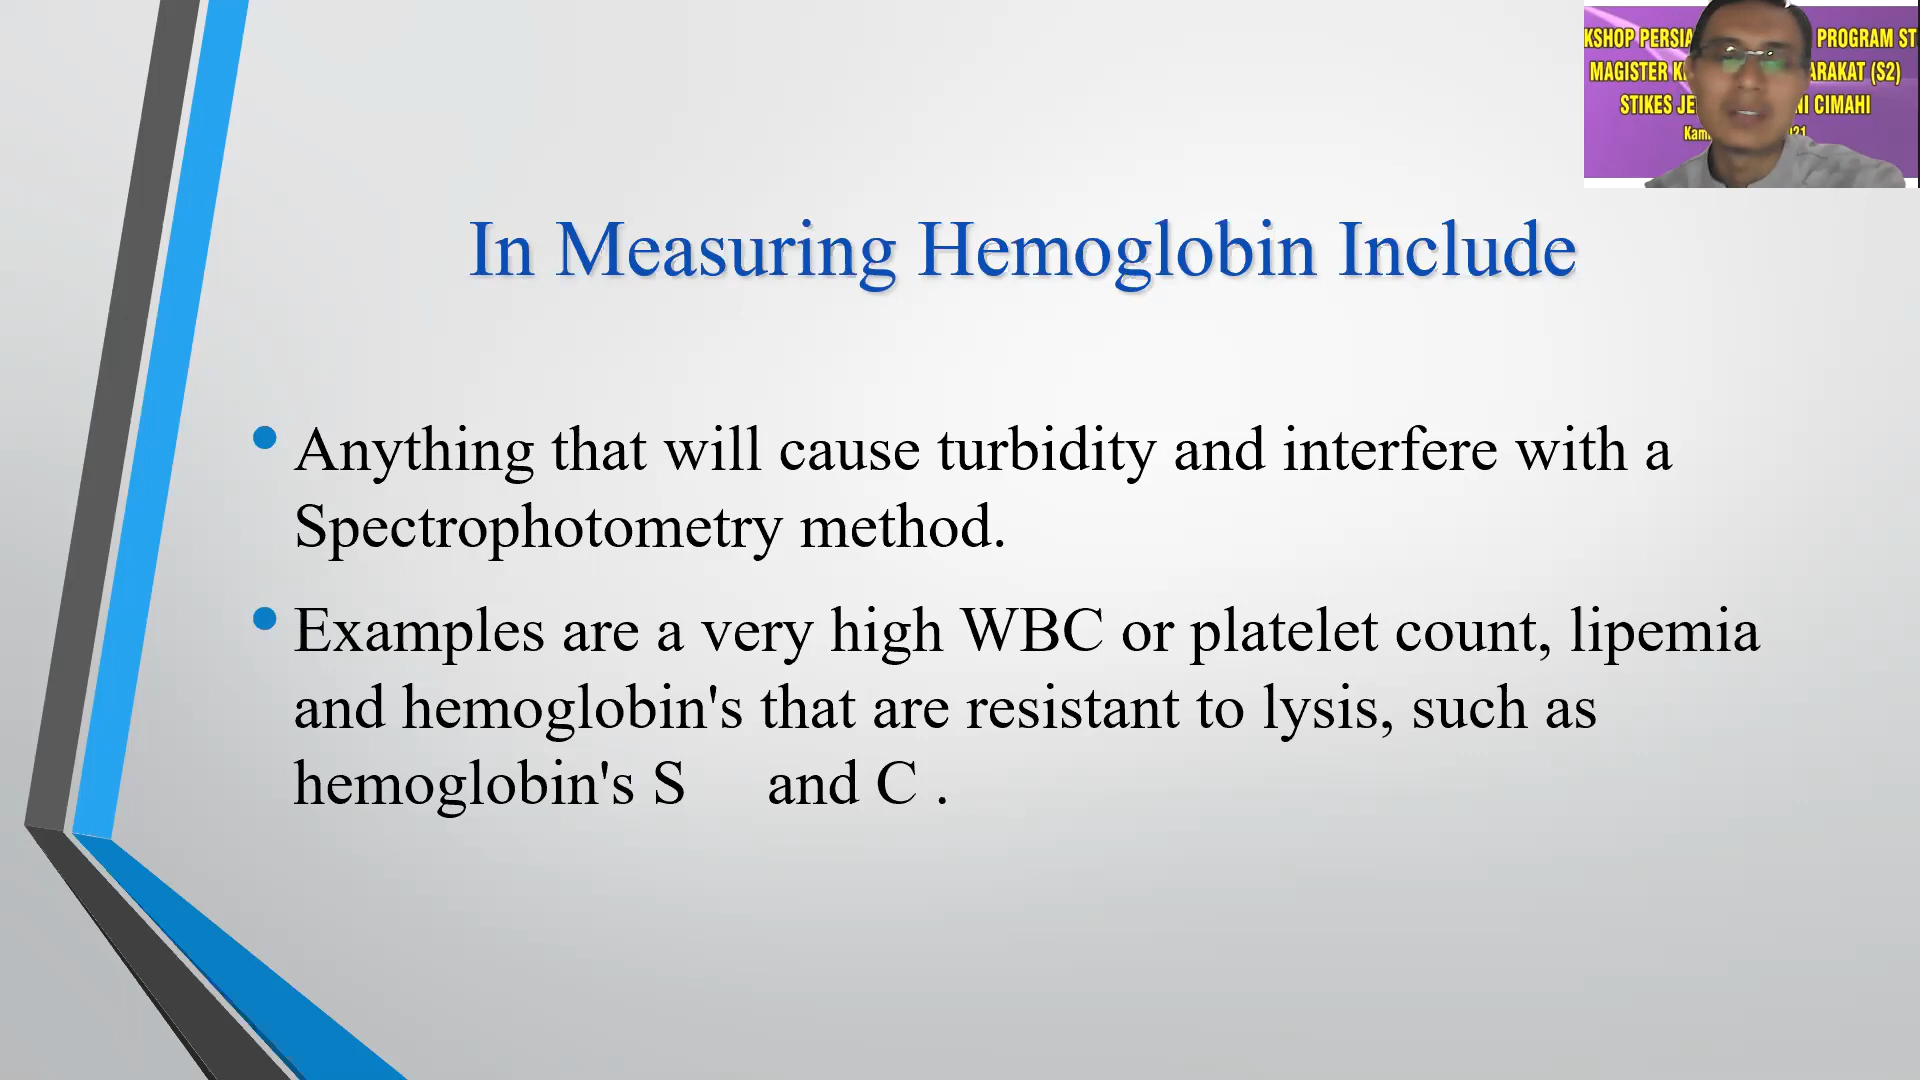 KSHOP PROGRAM ST
MAGISTER ARAKAT (S2)
STIKES CIMAHI
In Measuring Hemoglobin Include
• Anything that will cause turbidity and interfere with a
Spectrophotometry method.
• Examples are a very high WBC or platelet count, lipemia
and hemoglobin's that are resistant to lysis, such as
hemoglobin's S and C .